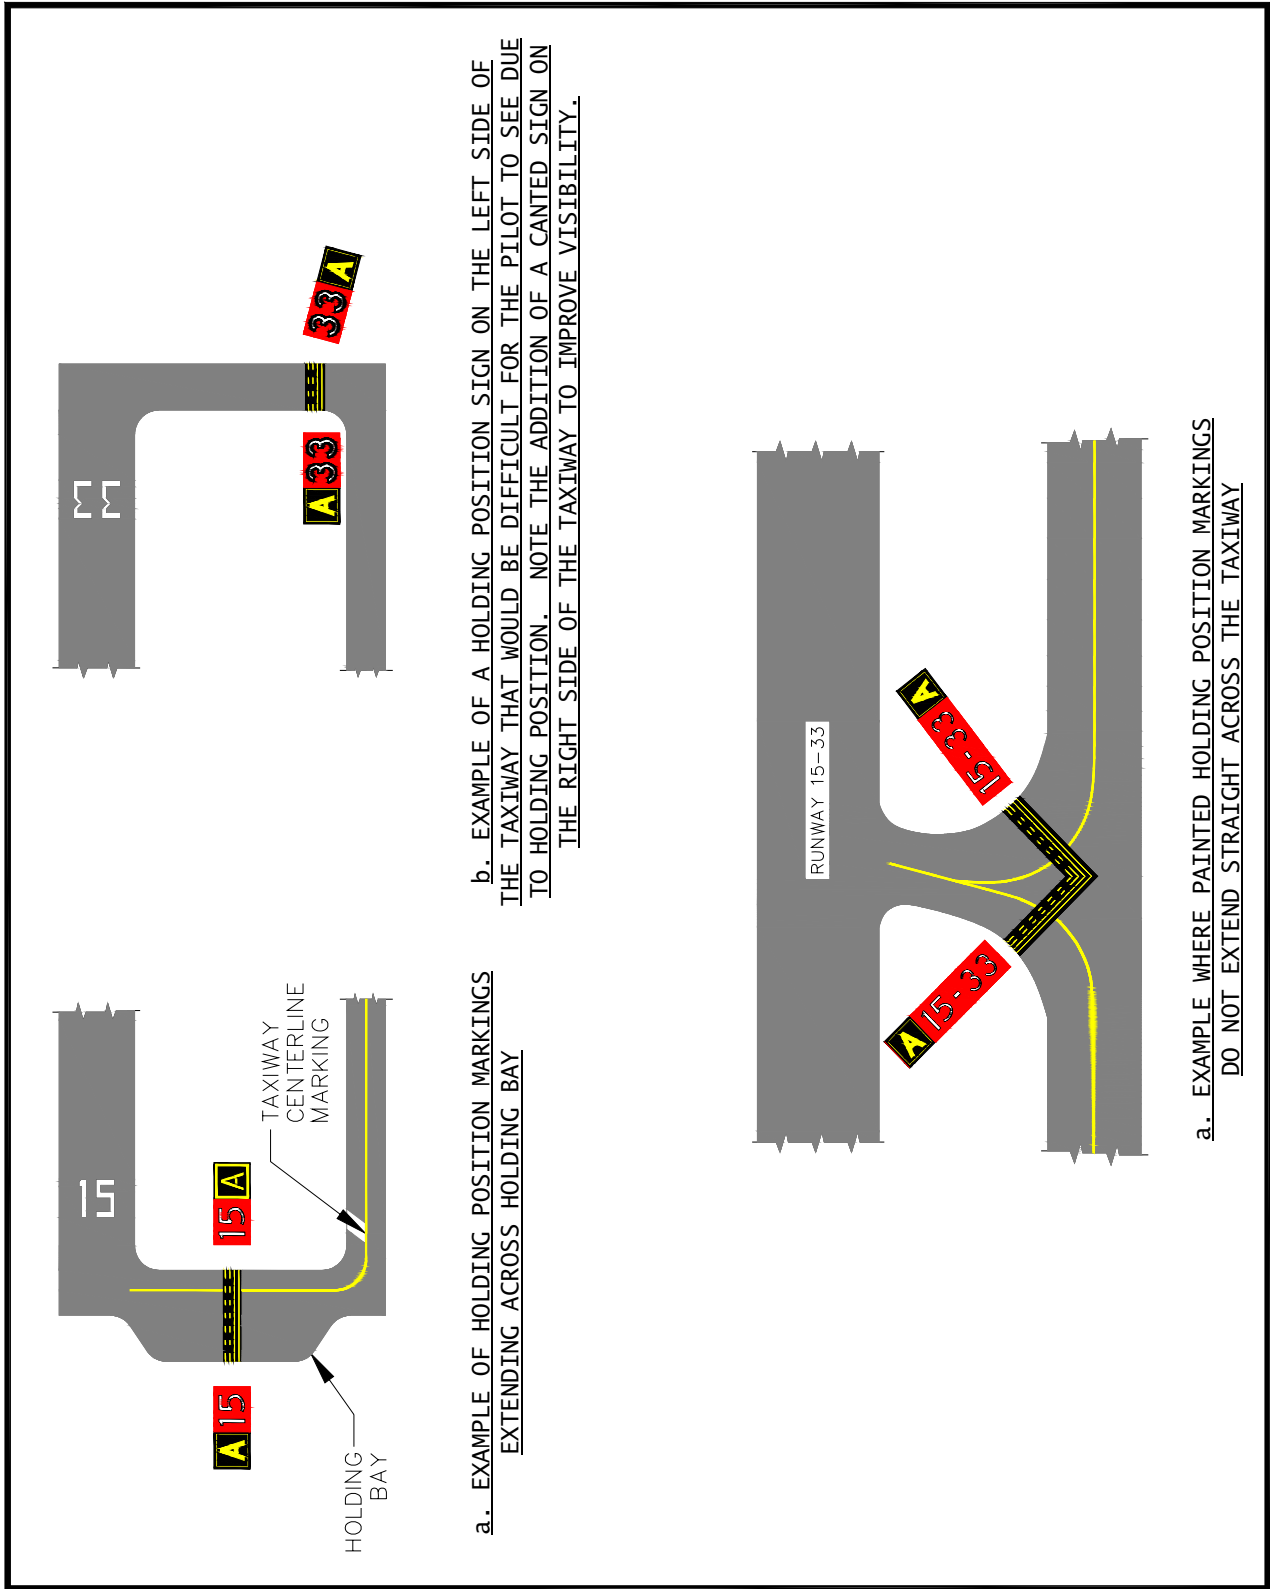 15
A 15
15 A
HOLDING
BAY
TAXIWAY
CENTERLINE
MARKING
a. EXAMPLE OF HOLDING POSITION MARKINGS
EXTENDING ACROSS HOLDING BAY
33
A 33
33 A
b. EXAMPLE OF A HOLDING POSITION SIGN ON THE LEFT SIDE OF
THE TAXIWAY THAT WOULD BE DIFFICULT FOR THE PILOT TO SEE DUE
TO HOLDING POSITION. NOTE THE ADDITION OF A CANTED SIGN ON
THE RIGHT SIDE OF THE TAXIWAY TO IMPROVE VISIBILITY.
RUNWAY 15-33
A 15-33
15-33 A
a. EXAMPLE WHERE PAINTED HOLDING POSITION MARKINGS
DO NOT EXTEND STRAIGHT ACROSS THE TAXIWAY